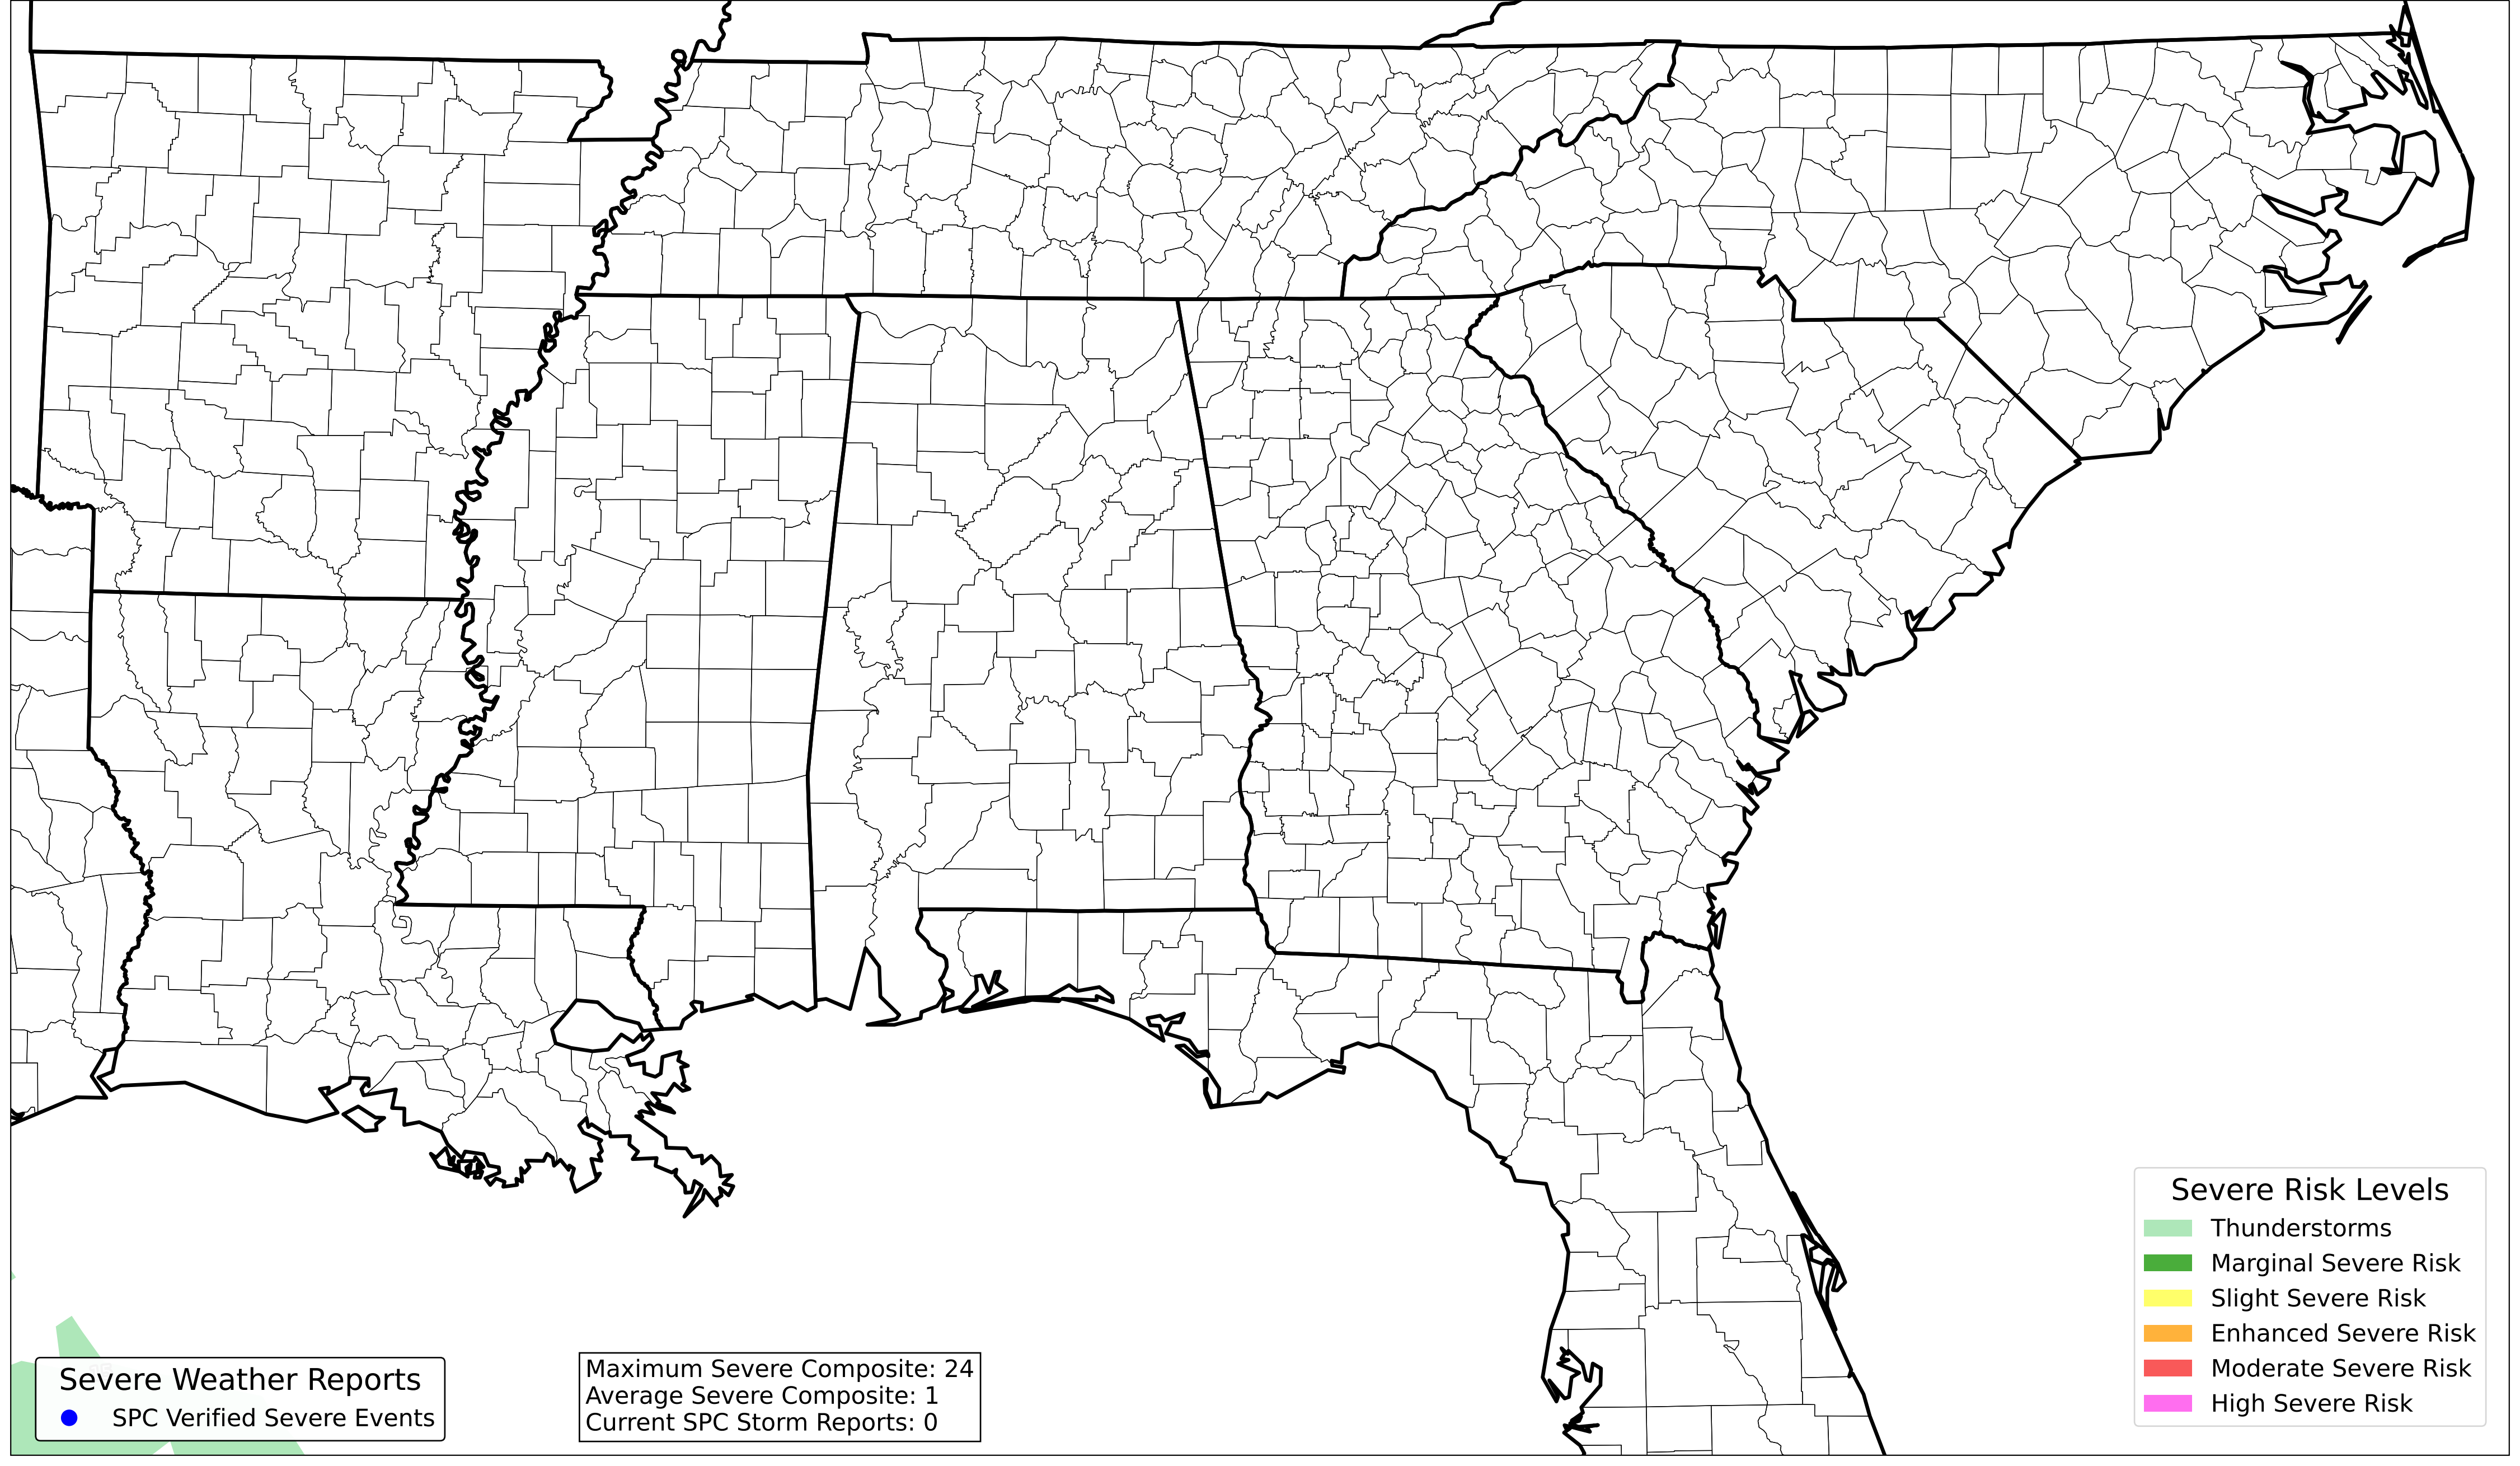 Severe Weather Reports
SPC Verified Severe Events
Maximum Severe Composite: 24
Average Severe Composite: 1
Current SPC Storm Reports: 0
Severe Risk Levels
Thunderstorms
Marginal Severe Risk
Slight Severe Risk
Enhanced Severe Risk
Moderate Severe Risk
High Severe Risk